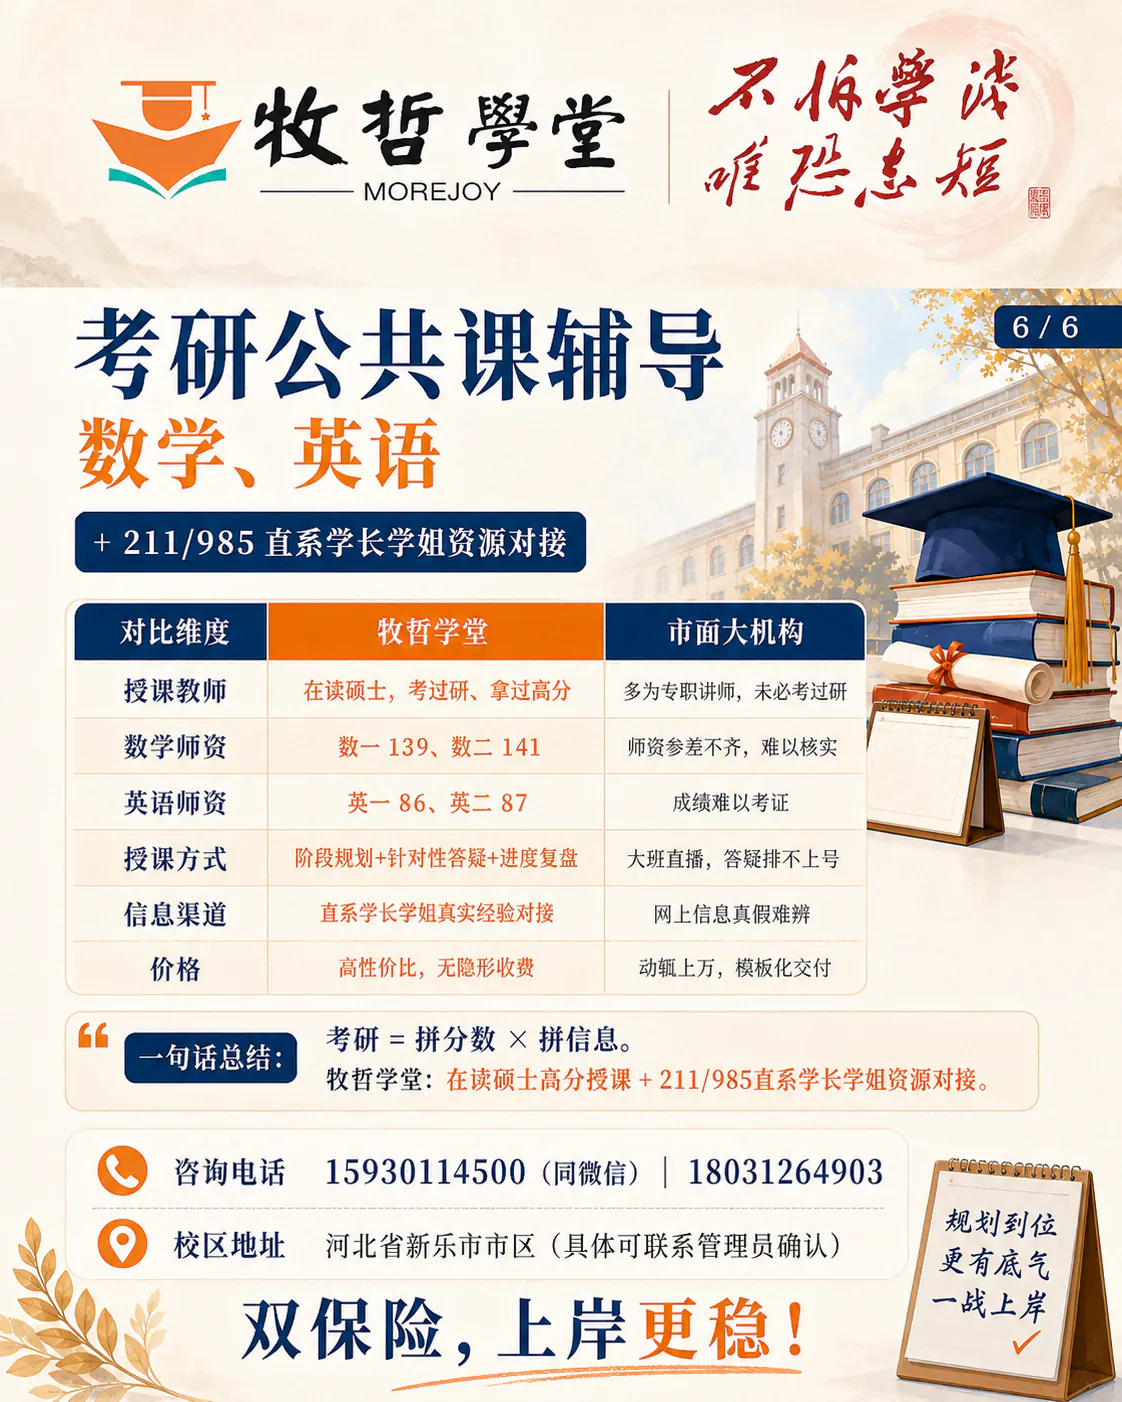 牧哲學堂
MOREJOY
不怕學淺
唯恐志短
6 / 6
考研公共课辅导
数学、英语
+ 211/985 直系学长学姐资源对接
对比维度 牧哲学堂 市面大机构
授课教师 在读硕士，考过研、拿过高分 多为专职讲师，未必考过研
数学师资 数一 139、数二 141 师资参差不齐，难以核实
英语师资 英一 86、英二 87 成绩难以考证
授课方式 阶段规划+针对性答疑+进度复盘 大班直播，答疑排不上号
信息渠道 直系学长学姐真实经验对接 网上信息真假难辨
价格 高性价比，无隐形收费 动辄上万，模板化交付
一句话总结：
考研 = 拼分数 × 拼信息。
牧哲学堂：在读硕士高分授课 + 211/985直系学长学姐资源对接。
咨询电话 15930114500（同微信）｜ 18031264903
校区地址 河北省新乐市市区（具体可联系管理员确认）
规划到位
更有底气
一战上岸
双保险，上岸更稳！